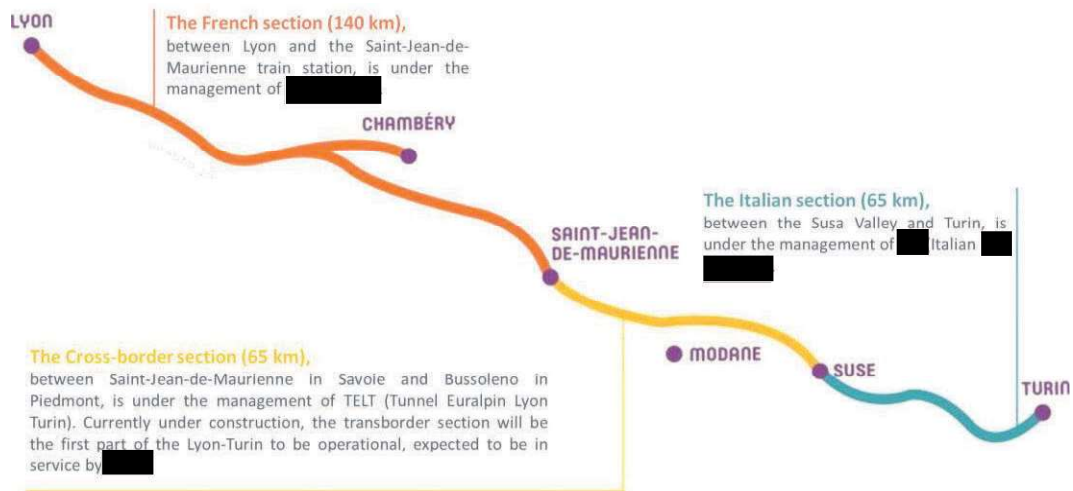 LYON
The French section (140 km),
between Lyon and the Saint-Jean-de-
Maurienne train station, is under the
management of
CHAMBÉRY
The Italian section (65 km),
between the Susa Valley and Turin, is
under the management of Italian
SAINT-JEAN-
DE-MAURIENNE
MODANE
SUSE
TURIN
The Cross-border section (65 km),
between Saint-Jean-de-Maurienne in Savoie and Bussoleno in
Piedmont, is under the management of TELT (Tunnel Euralpin Lyon
Turin). Currently under construction, the transborder section will be
the first part of the Lyon-Turin to be operational, expected to be in
service by